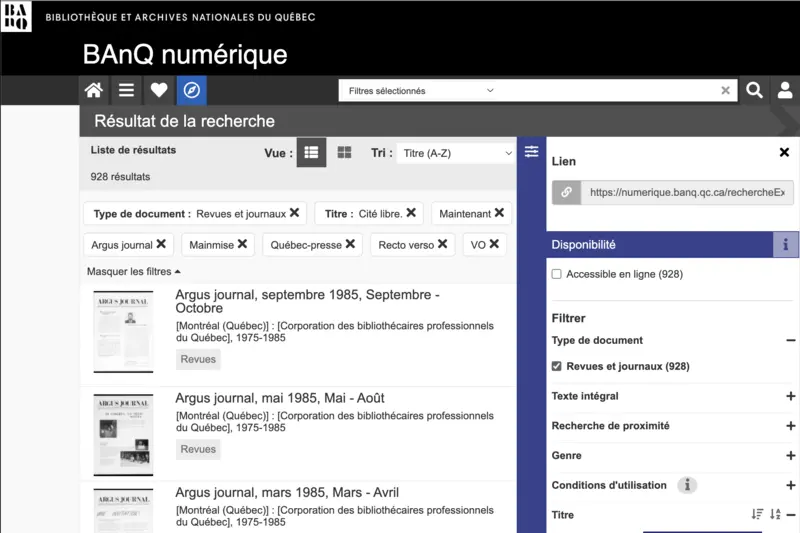 BIBLIOTHÈQUE ET ARCHIVES NATIONALES DU QUÉBEC
BAnQ numérique
Filtres sélectionnés
Résultat de la recherche
Liste de résultats
928 résultats
Vue :
Tri : Titre (A-Z)
Type de document : Revues et journaux
Titre : Cité libre.
Maintenant
Argus journal
Mainmise
Québec-presse
Recto verso
VO
Masquer les filtres
ARGUS JOURNAL
Argus journal, septembre 1985, Septembre -
Octobre
[Montréal (Québec)] : [Corporation des bibliothécaires professionnels
du Québec], 1975-1985
Revues
ARGUS JOURNAL
Argus journal, mai 1985, Mai - Août
[Montréal (Québec)] : [Corporation des bibliothécaires professionnels
du Québec], 1975-1985
Revues
ARGUS JOURNAL
Argus journal, mars 1985, Mars - Avril
[Montréal (Québec)] : [Corporation des bibliothécaires professionnels
du Québec], 1975-1985
Lien
https://numerique.banq.qc.ca/rechercheEx
Disponibilité
Accessible en ligne (928)
Filtrer
Type de document
Revues et journaux (928)
Texte intégral
Recherche de proximité
Genre
Conditions d'utilisation
Titre